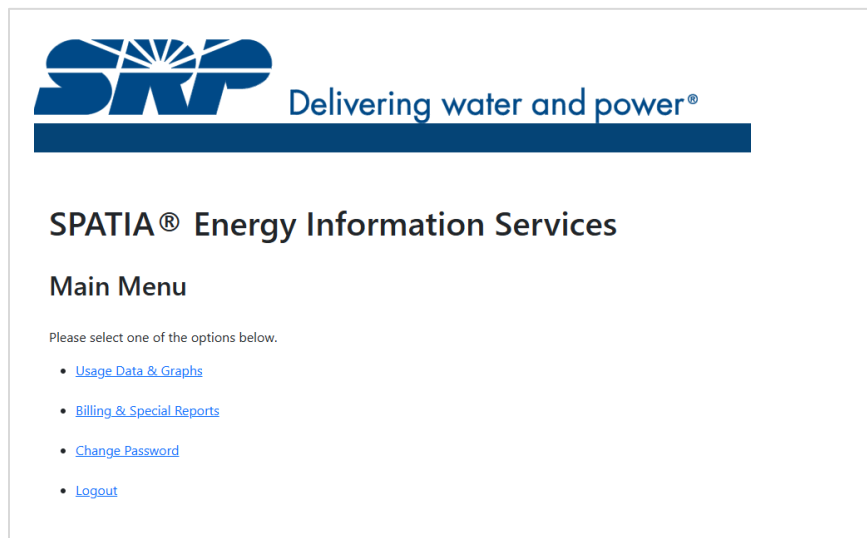 SRP Delivering water and power®
SPATIA® Energy Information Services
Main Menu
Please select one of the options below.
Usage Data & Graphs
Billing & Special Reports
Change Password
Logout